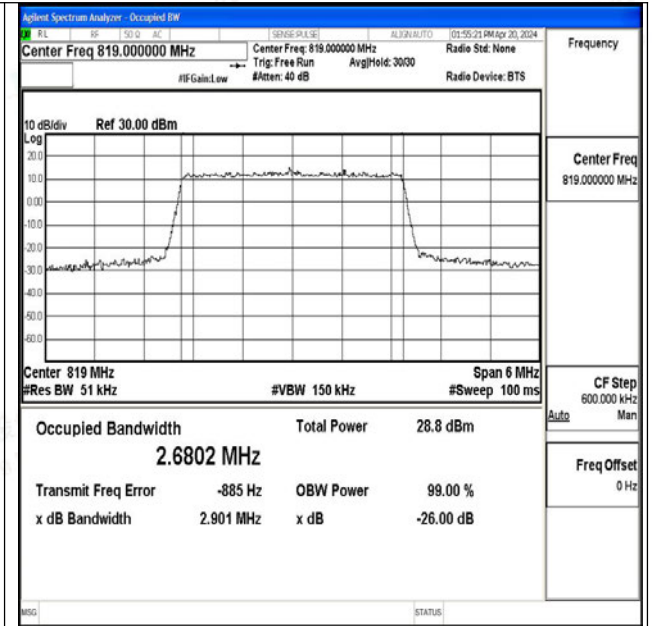 Agilent Spectrum Analyzer - Occupied BW
RL RF 50 Ω AC SENSE:PULSE ALIGN AUTO 01:55:21 PM Apr 20, 2024
Center Freq 819.000000 MHz
Center Freq: 819.000000 MHz
Radio Std: None
Trig: Free Run Avg|Hold: 30/30
#IFGain:Low #Atten: 40 dB Radio Device: BTS
Frequency
10 dB/div Ref 30.00 dBm
Log
20.0
10.0
0.00
-10.0
-20.0
-30.0
-40.0
-50.0
-60.0
Center 819 MHz Span 6 MHz
#Res BW 51 kHz #VBW 150 kHz #Sweep 100 ms
Center Freq
819.000000 MHz
CF Step
600.000 kHz
Auto Man
Freq Offset
0 Hz
Occupied Bandwidth Total Power 28.8 dBm
2.6802 MHz
Transmit Freq Error -885 Hz OBW Power 99.00 %
x dB Bandwidth 2.901 MHz x dB -26.00 dB
MSG STATUS